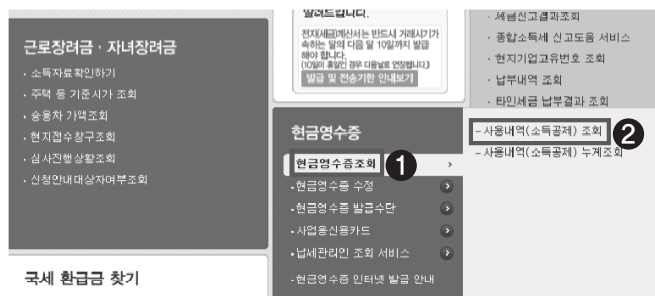 근로장려금 · 자녀장려금
· 소득자료확인하기
· 주택 등 기준시가 조회
· 승용차 가액조회
· 현지접수창구조회
· 심사진행상황조회
· 신청안내대상자여부조회
국세 환급금 찾기
알려드립니다.
전자(세금)계산서는 반드시 거래시기가
속하는 달의 다음 달 10일까지 발급
해야 합니다.
(10일이 휴일인 경우 다음날로 연장됩니다.)
발급 및 전송기한 안내보기
현금영수증
현금영수증조회 ❶
· 현금영수증 수정
· 현금영수증 발급수단
· 사업용신용카드
· 납세관리인 조회 서비스
· 현금영수증 인터넷 발급 안내
· 세금신고결과조회
· 종합소득세 신고도움 서비스
· 현지기업고유번호 조회
· 납부내역 조회
· 타인세금 납부결과 조회
– 사용내역(소득공제) 조회 ❷
– 사용내역(소득공제) 누계조회